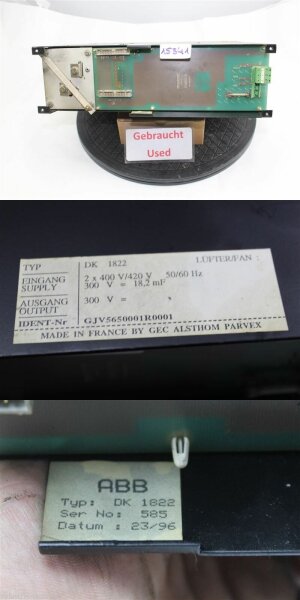 15341
Gebraucht
Used
TYP DK 1822 LÜFTER/FAN :
EINGANG 2 x 400 V/420 V 50/60 Hz
SUPPLY 300 V = 18,2 mF
AUSGANG 300 V =
OUTPUT
IDENT-Nr GJV5650001R0001
MADE IN FRANCE BY GEC ALSTHOM PARVEX
ABB
Typ: DK 1822
Ser No: 585
Datum : 23/96